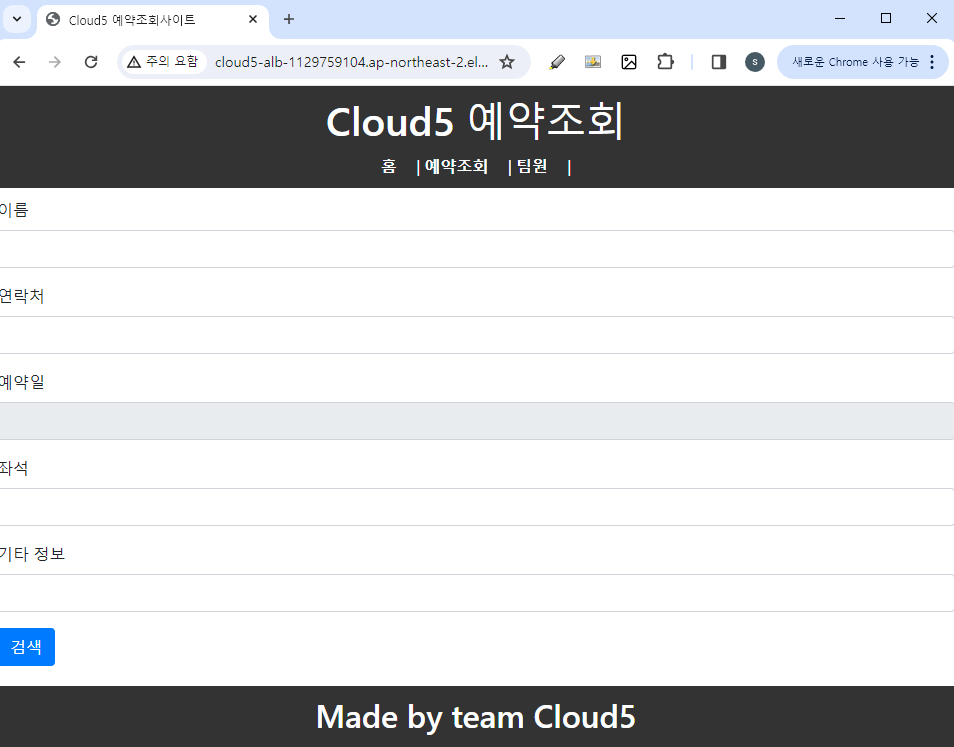 Cloud5 예약조회사이트
주의 요함 cloud5-alb-1129759104.ap-northeast-2.el... S 새로운 Chrome 사용 가능
Cloud5 예약조회
홈 | 예약조회 | 팀원 |
이름
연락처
예약일
좌석
기타 정보
검색
Made by team Cloud5